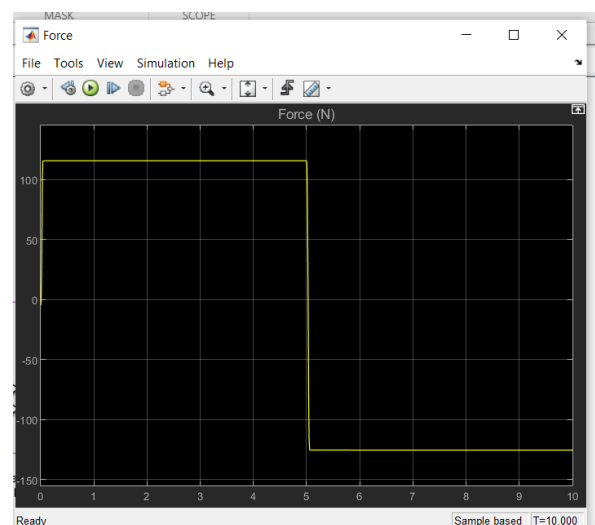 MASK SCOPE
Force
File Tools View Simulation Help
Force (N)
100
50
0
-50
-100
-150
0 1 2 3 4 5 6 7 8 9 10
Ready Sample based T=10.000